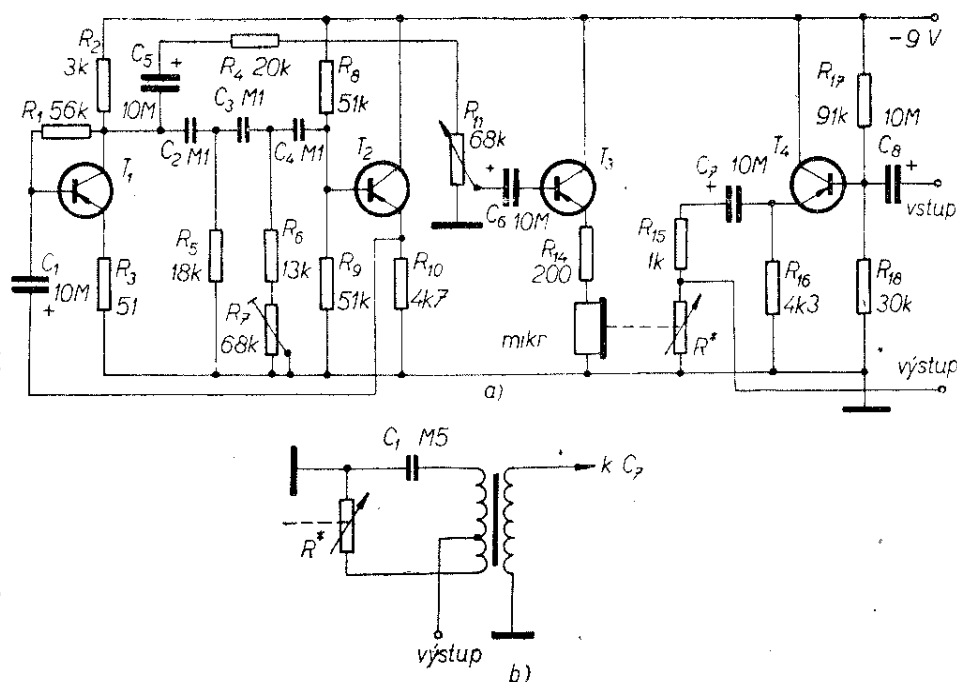 R2
3k
C5
+
10M
R4 20k
R1 56k
C3 M1
C2 M1
C4 M1
R8
51k
T1
T2
R11
68k
+
C6 10M
T3
C7 10M
+
T4
R17
91k
10M
C8
+
-9 V
vstup
C1
10M
+
R3
51
R5
18k
R6
13k
R7
68k
R9
51k
R10
4k7
R14
200
mikr
R15
1k
R*
R16
4k3
R18
30k
výstup
a)
C1 M5
k C7
R*
výstup
b)